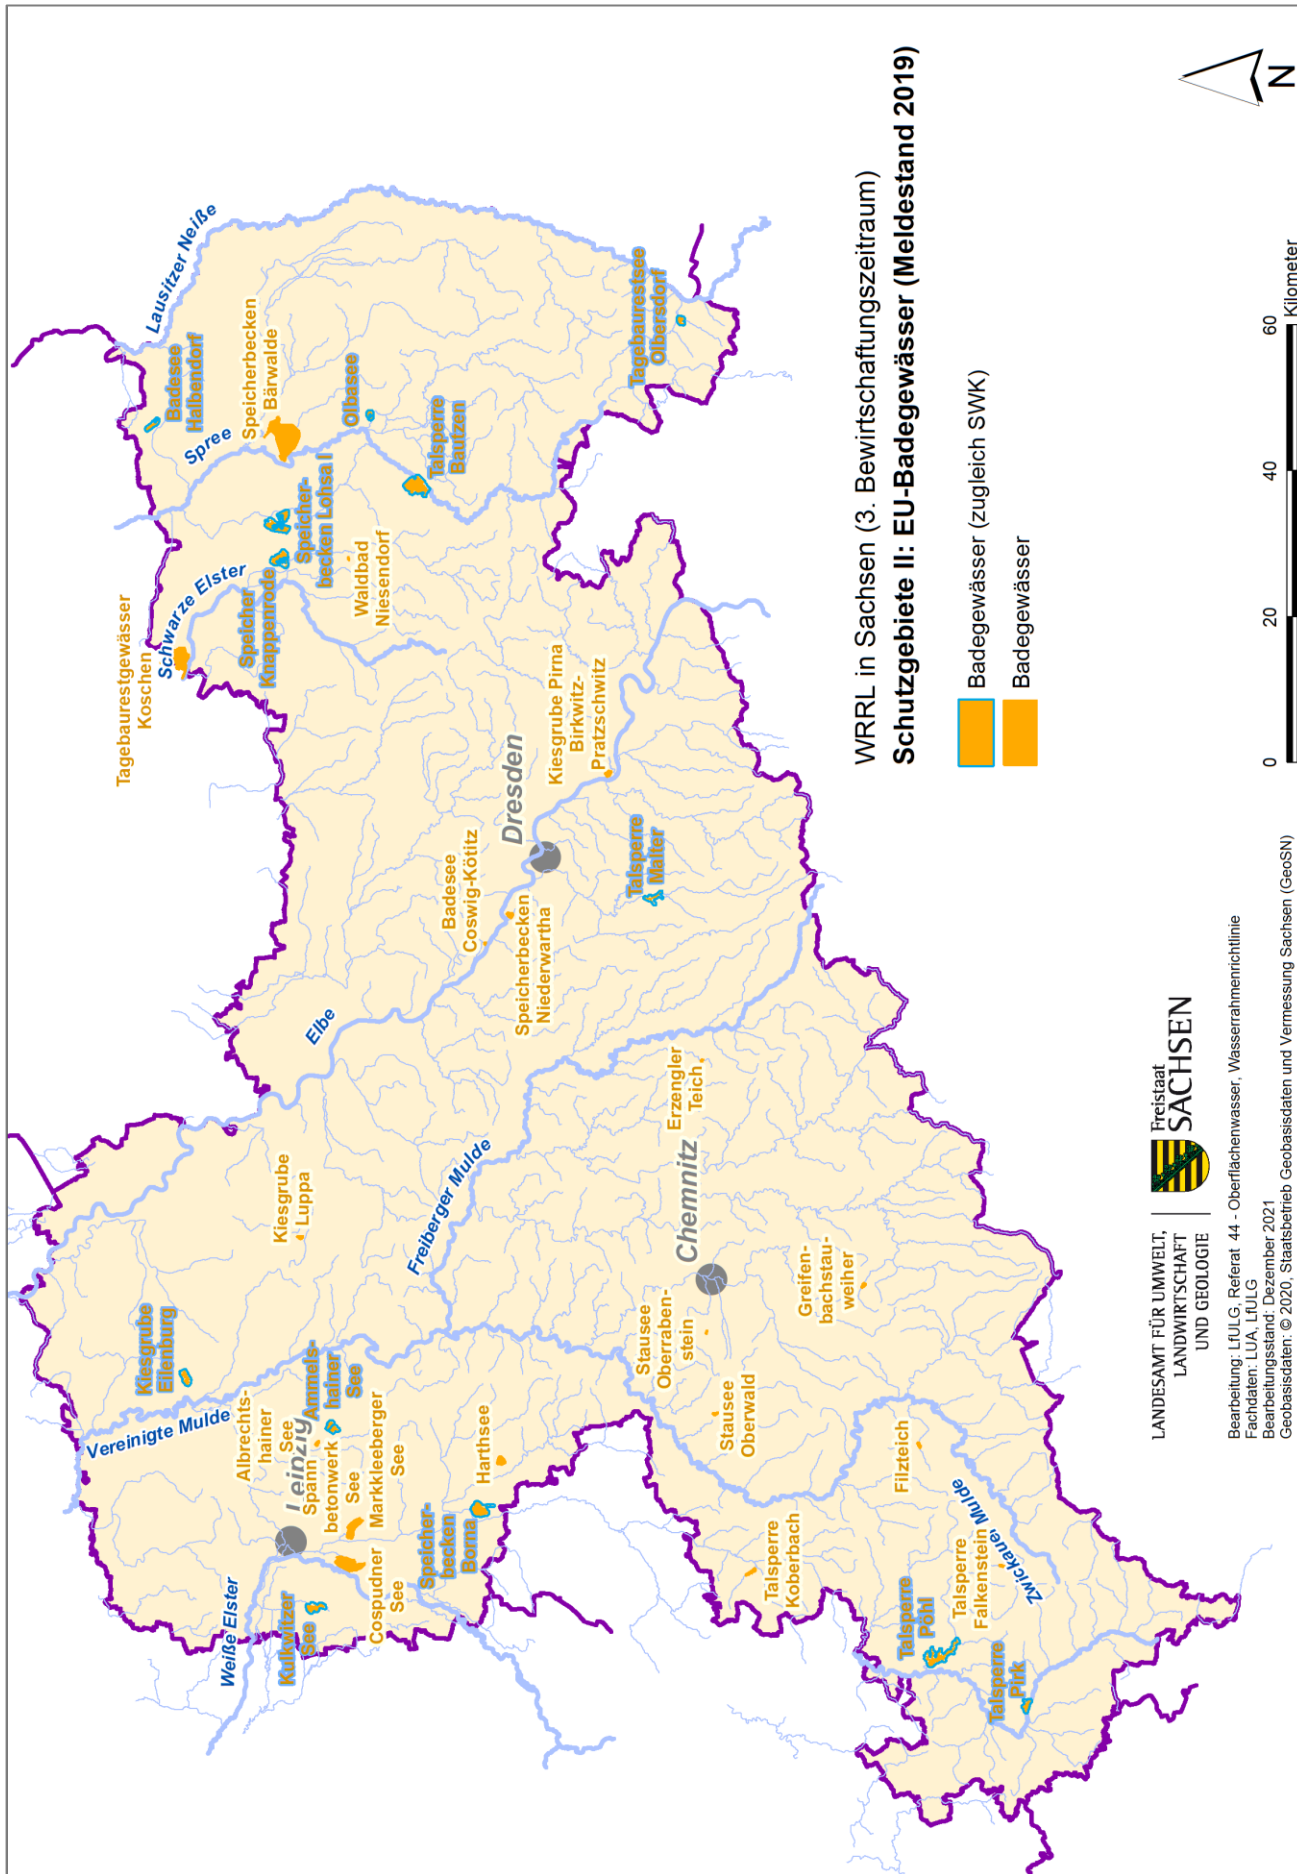 Lausitzer Neiße
Badesee
Halbendorf
Spree
Speicherbecken
Bärwalde
Olbasee
Talsperre
Bautzen
Tagebaurestsee
Olbersdorf
Speicher-
becken Lohsa I
Tagebaurestgewässer
Koschen
Schwarze Elster
Speicher
Knappenrode
Waldbad
Niesendorf
Kiesgrube Pirna
Birkwitz-
Pratzschwitz
Dresden
Talsperre
Malter
Badesee
Coswig-Kötitz
Speicherbecken
Niederwartha
Elbe
Erzengler
Teich
Kiesgrube
Luppa
Freiberger Mulde
Chemnitz
Greifen-
bachstau-
weiher
Stausee
Oberraben-
stein
Stausee
Oberwald
Kiesgrube
Eilenburg
Vereinigte Mulde
Albrechts-
hainer
See
Ammels-
hainer
See
Leipzig
Spann
betonwerk
See
Markkleeberger
See
Harthsee
Speicher-
becken
Borna
Cospudner
See
Kulkwitzer
See
Weiße Elster
Filzteich
Zwickauer Mulde
Talsperre
Koberbach
Talsperre
Falkenstein
Talsperre
Pöhl
Talsperre
Pirk
WRRL in Sachsen (3. Bewirtschaftungszeitraum)
Schutzgebiete II: EU-Badegewässer (Meldestand 2019)
Badegewässer (zugleich SWK)
Badegewässer
N
0 20 40 60
Kilometer
LANDESAMT FÜR UMWELT,
LANDWIRTSCHAFT
UND GEOLOGIE
Freistaat
SACHSEN
Bearbeitung: LfULG, Referat 44 - Oberflächenwasser, Wasserrahmenrichtlinie
Fachdaten: LUA, LfULG
Bearbeitungsstand: Dezember 2021
Geobasisdaten: © 2020, Staatsbetrieb Geobasisdaten und Vermessung Sachsen (GeoSN)